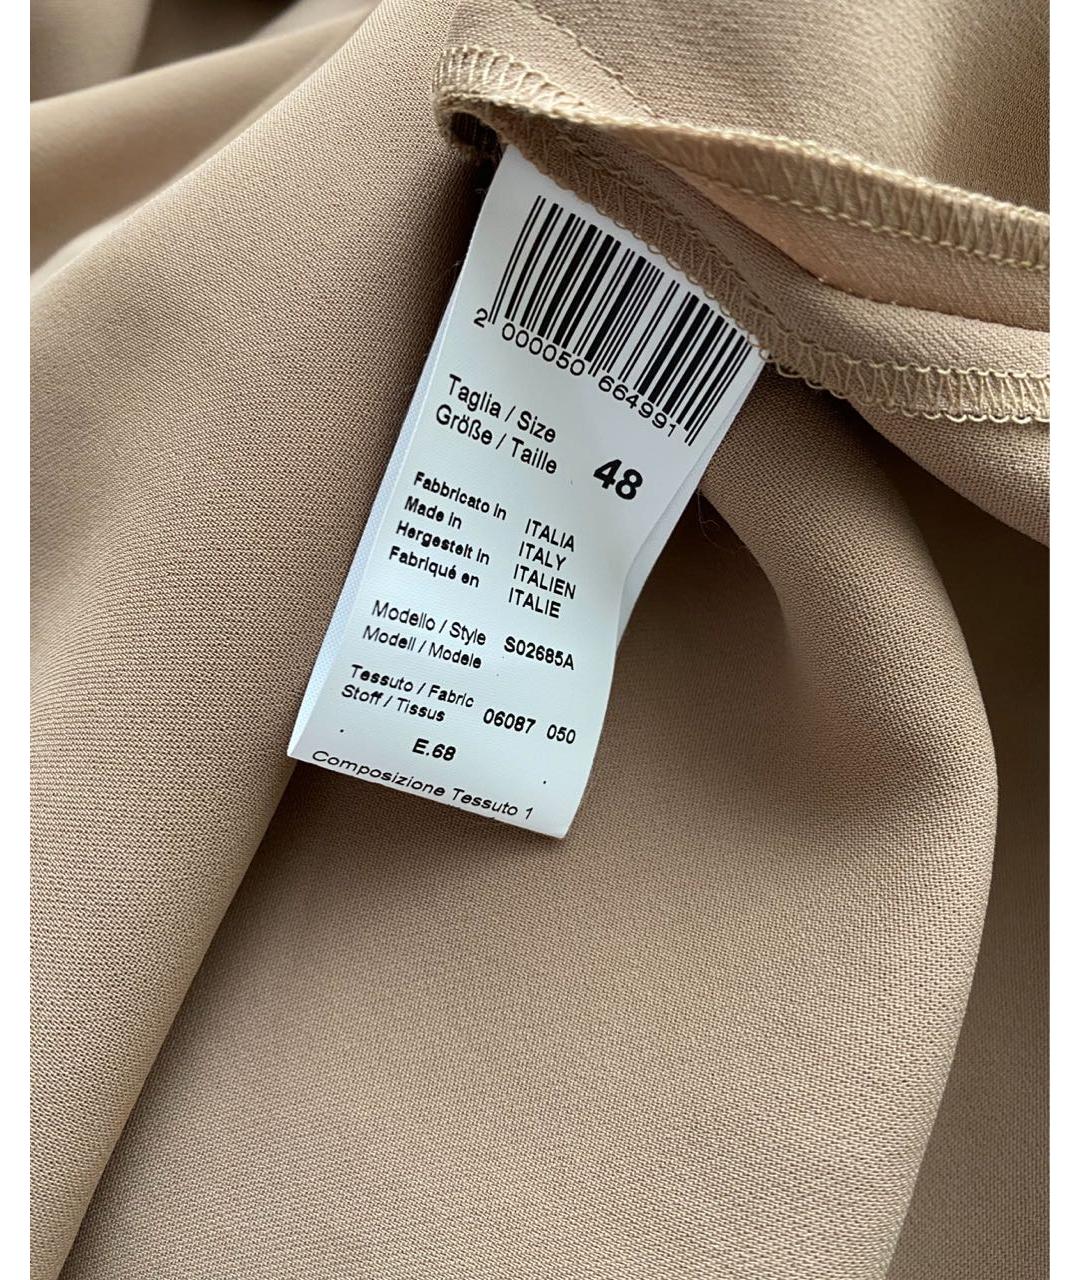 2 000050 664991
Taglia / Size
Größe / Taille 48
Fabbricato in ITALIA
Made in ITALY
Hergestelt in ITALIEN
Fabriqué en ITALIE
Modello / Style S02685A
Modell / Modele
Tessuto / Fabric 06087 050
Stoff / Tissus
E.68
Composizione Tessuto 1